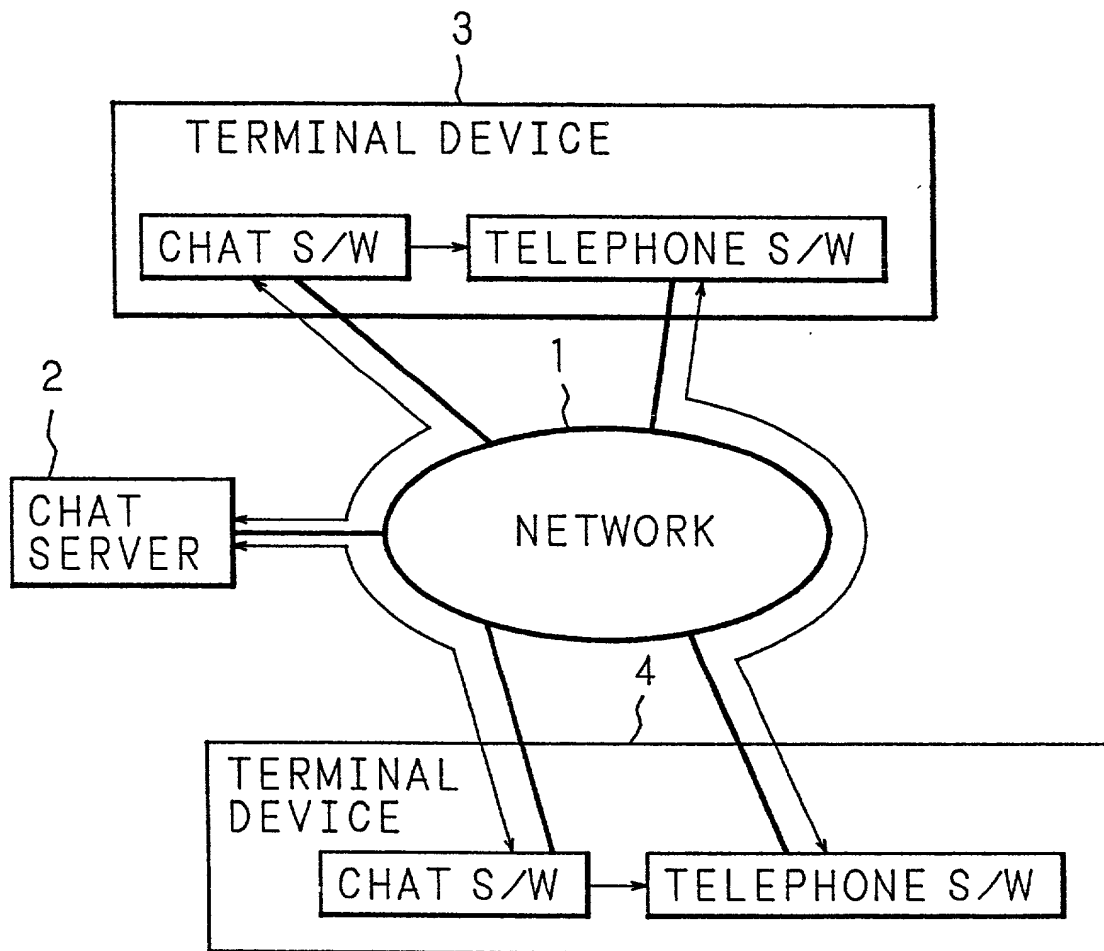 3
TERMINAL DEVICE
CHAT S/W
TELEPHONE S/W
1
2
CHAT
SERVER
NETWORK
4
TERMINAL
DEVICE
CHAT S/W
TELEPHONE S/W